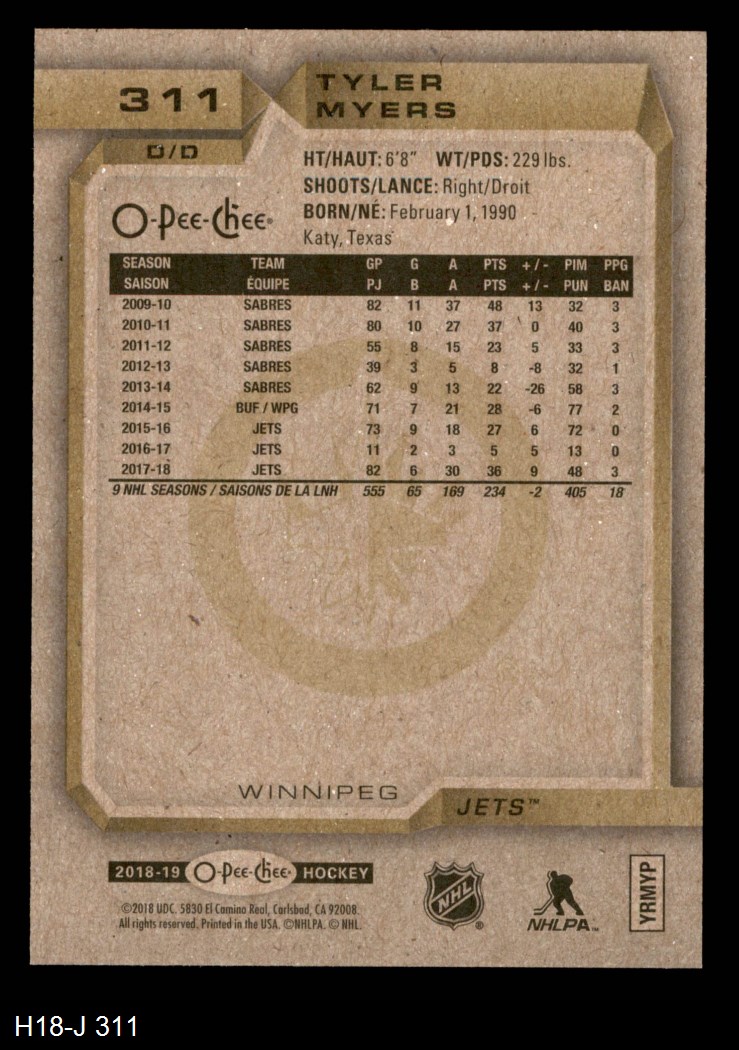 311
TYLER
MYERS
D/D
HT/HAUT: 6'8" WT/PDS: 229 lbs.
SHOOTS/LANCE: Right/Droit
BORN/NÉ: February 1, 1990
Katy, Texas
O-Pee-Chee®
SEASON TEAM GP G A PTS +/- PIM PPG
SAISON ÉQUIPE PJ B A PTS +/- PUN BAN
2009-10 SABRES 82 11 37 48 13 32 3
2010-11 SABRES 80 10 27 37 0 40 3
2011-12 SABRES 55 8 15 23 5 33 3
2012-13 SABRES 39 3 5 8 -8 32 1
2013-14 SABRES 62 9 13 22 -26 58 3
2014-15 BUF / WPG 71 7 21 28 -6 77 2
2015-16 JETS 73 9 18 27 6 72 0
2016-17 JETS 11 2 3 5 5 13 0
2017-18 JETS 82 6 30 36 9 48 3
9 NHL SEASONS / SAISONS DE LA LNH 555 65 169 234 -2 405 18
WINNIPEG
JETS™
2018-19 O-Pee-Chee® HOCKEY
©2018 UDC. 5830 El Camino Real, Carlsbad, CA 92008.
All rights reserved. Printed in the USA. ©NHLPA. © NHL.
NHL®
NHLPA™
YRMYP
H18-J 311